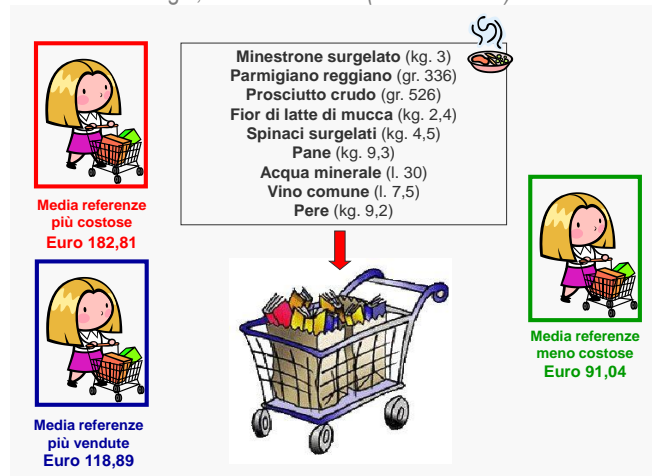 Minestrone surgelato (kg. 3)
Parmigiano reggiano (gr. 336)
Prosciutto crudo (gr. 526)
Fior di latte di mucca (kg. 2,4)
Spinaci surgelati (kg. 4,5)
Pane (kg. 9,3)
Acqua minerale (l. 30)
Vino comune (l. 7,5)
Pere (kg. 9,2)
Media referenze
più costose
Euro 182,81
Media referenze
più vendute
Euro 118,89
Media referenze
meno costose
Euro 91,04